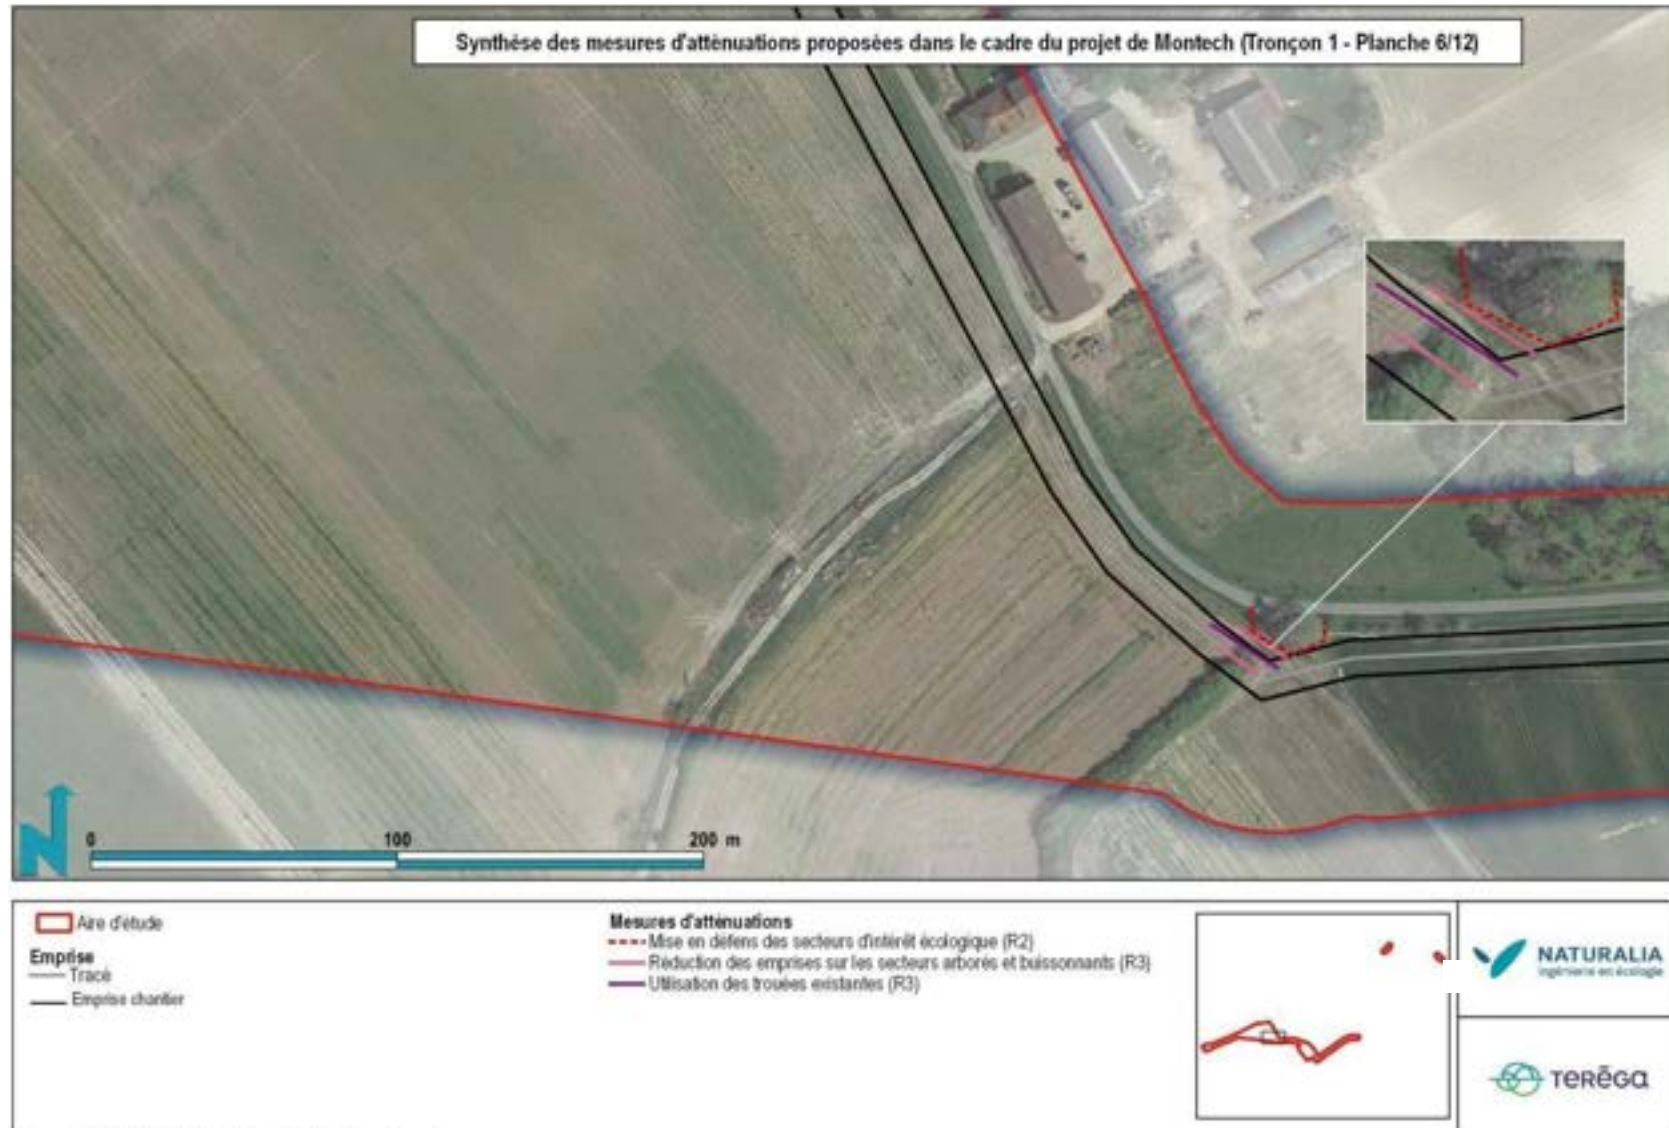 Synthèse des mesures d'atténuations proposées dans le cadre du projet de Montech (Tronçon 1 - Planche 6/12)
N
0 100 200 m
Aire d'étude
Emprise
Tracé
Emprise chantier
Mesures d'atténuations
Mise en défens des secteurs d'intérêt écologique (R2)
Réduction des emprises sur les secteurs arborés et buissonnants (R3)
Utilisation des trouées existantes (R3)
NATURALIA
ingénierie en écologie
TERĒGA